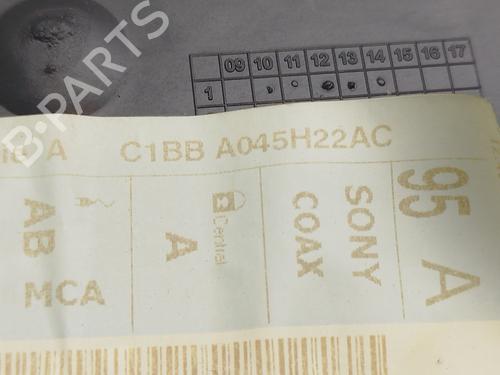 B-PARTS
09 10 11 12 13 14 15 16 17
1
A C1BB A045H22AC
AB
MCA
Central
A
SONY
COAX
95 A